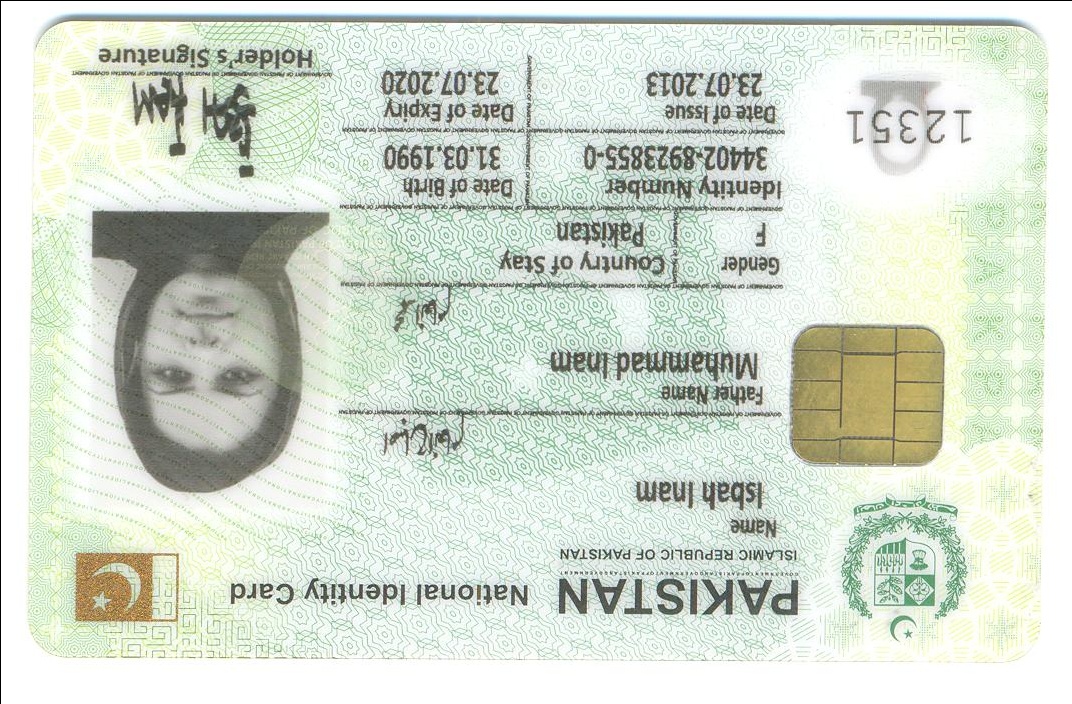 PAKISTAN National Identity Card
ISLAMIC REPUBLIC OF PAKISTAN
Name
Isbah Inam
Father Name
Muhammad Inam
Gender Country of Stay
F Pakistan
Identity Number Date of Birth
34402-8923855-0 31.03.1990
Date of Issue Date of Expiry
23.07.2013 23.07.2020
Holder's Signature
12351